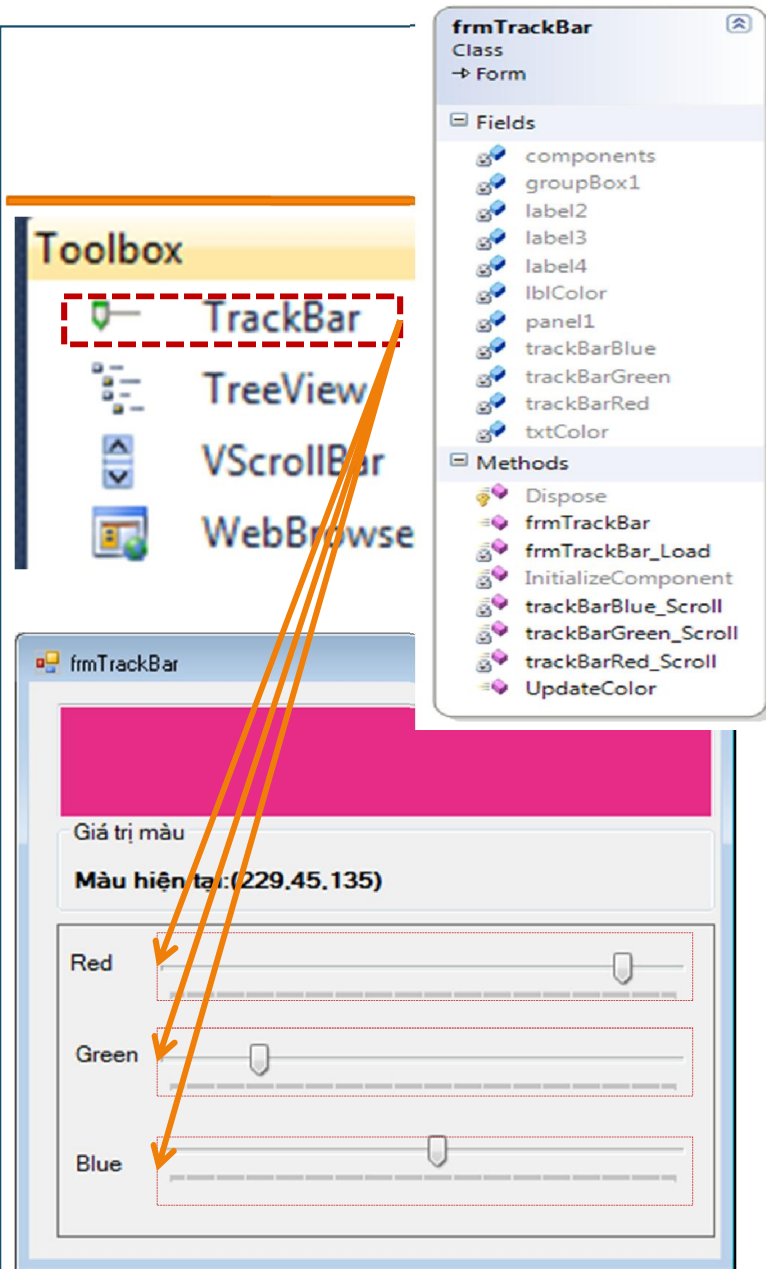 frmTrackBar
Class
Form
Fields
components
groupBox1
label2
label3
label4
lblColor
panel1
trackBarBlue
trackBarGreen
trackBarRed
txtColor
Methods
Dispose
frmTrackBar
frmTrackBar_Load
InitializeComponent
trackBarBlue_Scroll
trackBarGreen_Scroll
trackBarRed_Scroll
UpdateColor
Toolbox
TrackBar
TreeView
VScrollBar
WebBrowse
frmTrackBar
Giá trị màu
Màu hiện tại:(229,45,135)
Red
Green
Blue